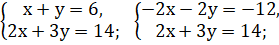 { x + y = 6,   { −2x − 2y = −12,
{ 2x + 3y = 14;   { 2x + 3y = 14;